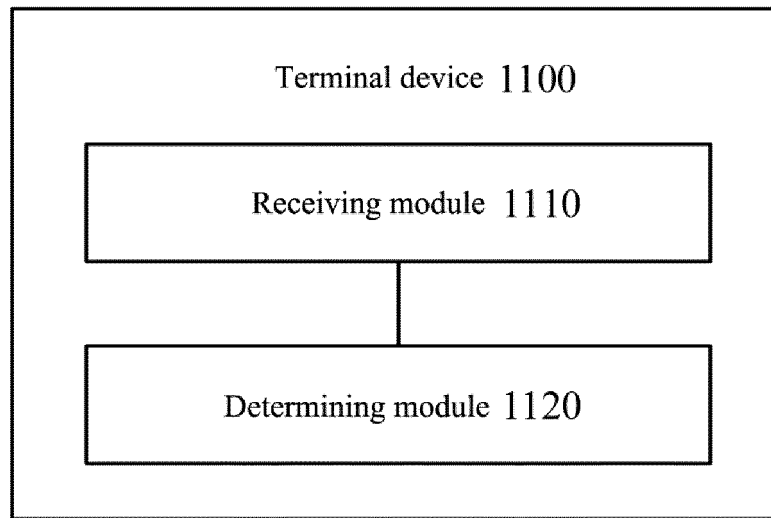 Terminal device 1100
Receiving module 1110
Determining module 1120